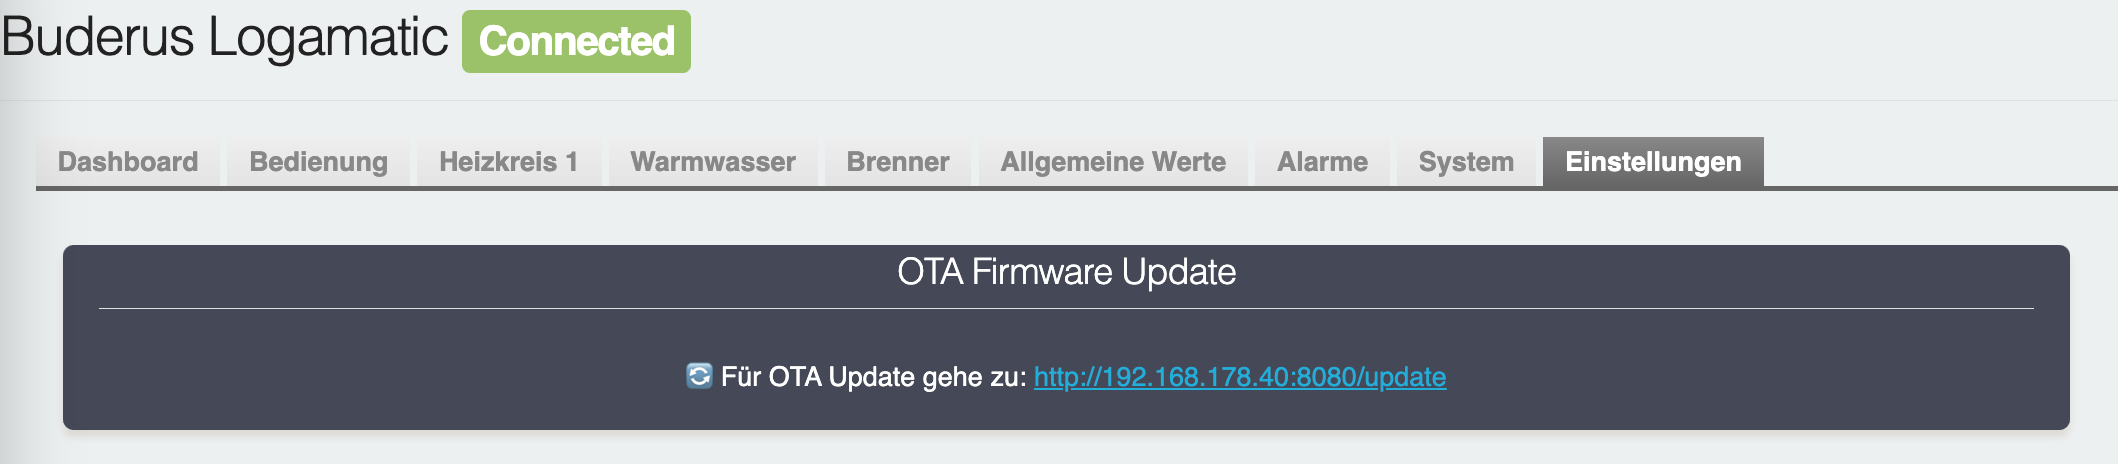 Buderus Logamatic Connected
Dashboard Bedienung Heizkreis 1 Warmwasser Brenner Allgemeine Werte Alarme System Einstellungen
OTA Firmware Update
Für OTA Update gehe zu: http://192.168.178.40:8080/update